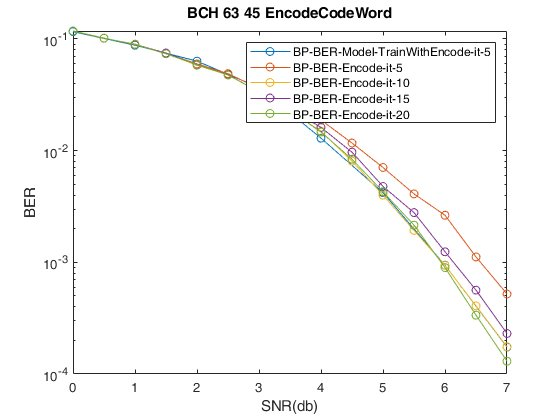 BCH 63 45 EncodeCodeWord
10^-1
BP-BER-Model-TrainWithEncode-it-5
BP-BER-Encode-it-5
BP-BER-Encode-it-10
BP-BER-Encode-it-15
BP-BER-Encode-it-20
10^-2
BER
10^-3
10^-4
0 1 2 3 4 5 6 7
SNR(db)